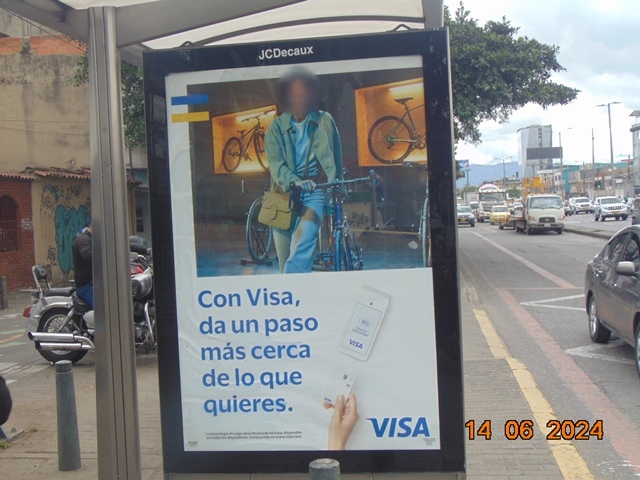 JCDecaux
Con Visa,
da un paso
más cerca
de lo que
quieres.
VISA
VISA
14 06 2024